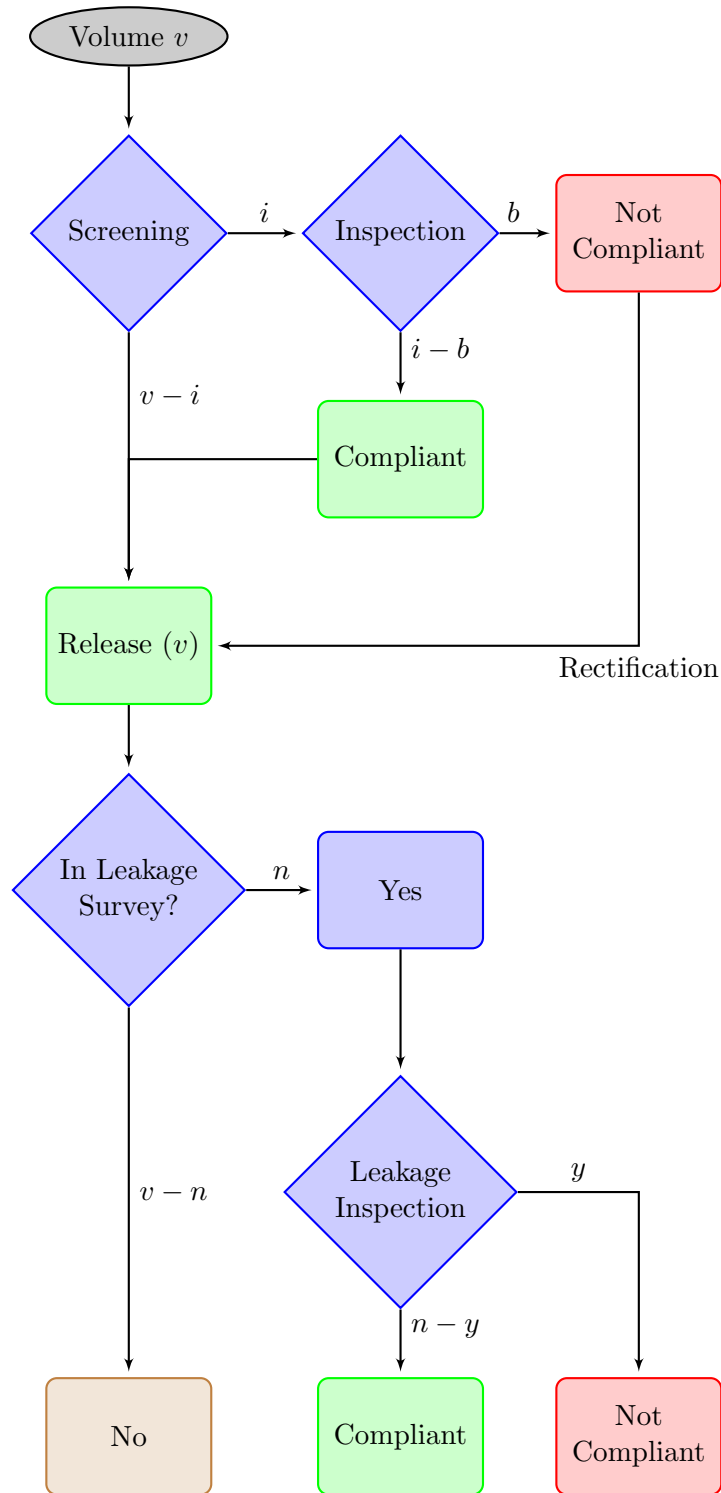 Volume v
Screening
i
Inspection
b
Not
Compliant
i − b
v − i
Compliant
Release (v)
Rectification
In Leakage
Survey?
n
Yes
Leakage
Inspection
y
v − n
n − y
No
Compliant
Not
Compliant